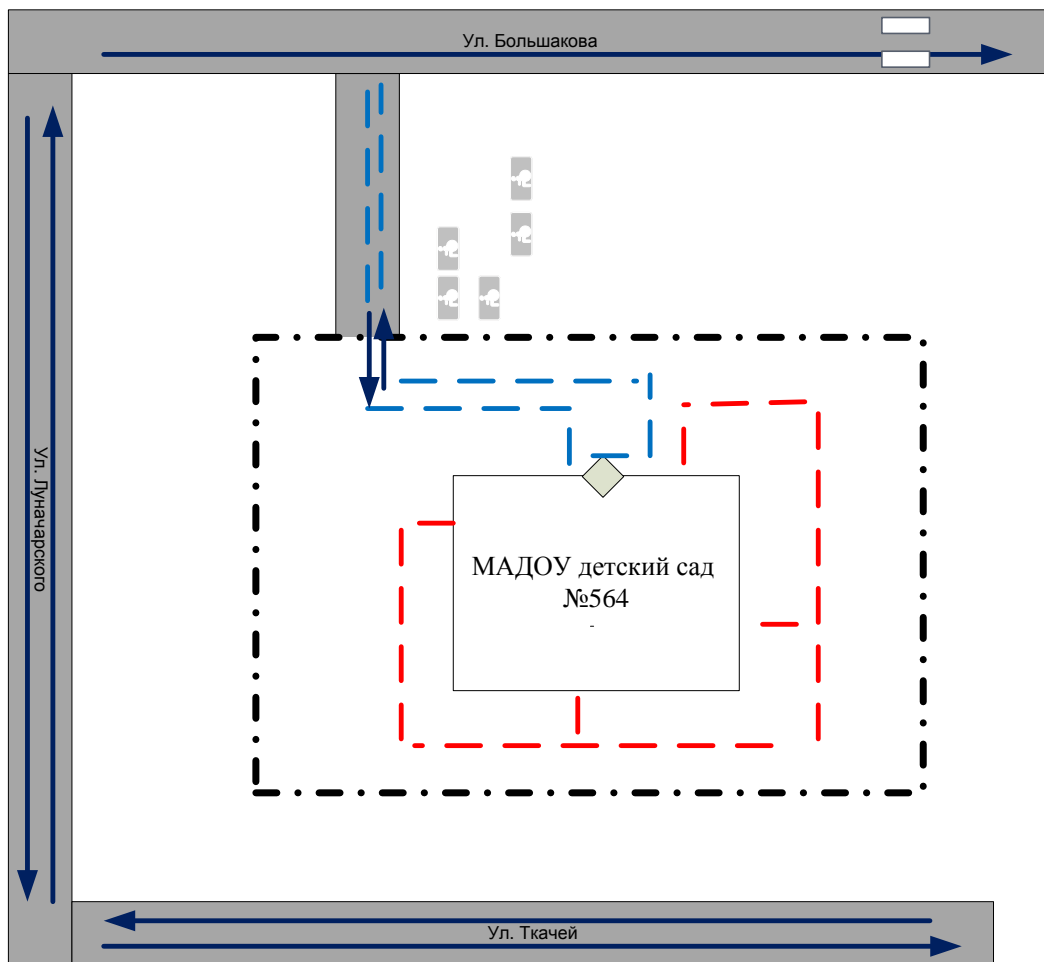 Ул. Большакова
Ул. Луначарского
МАДОУ детский сад
№564
-
Ул. Ткачей